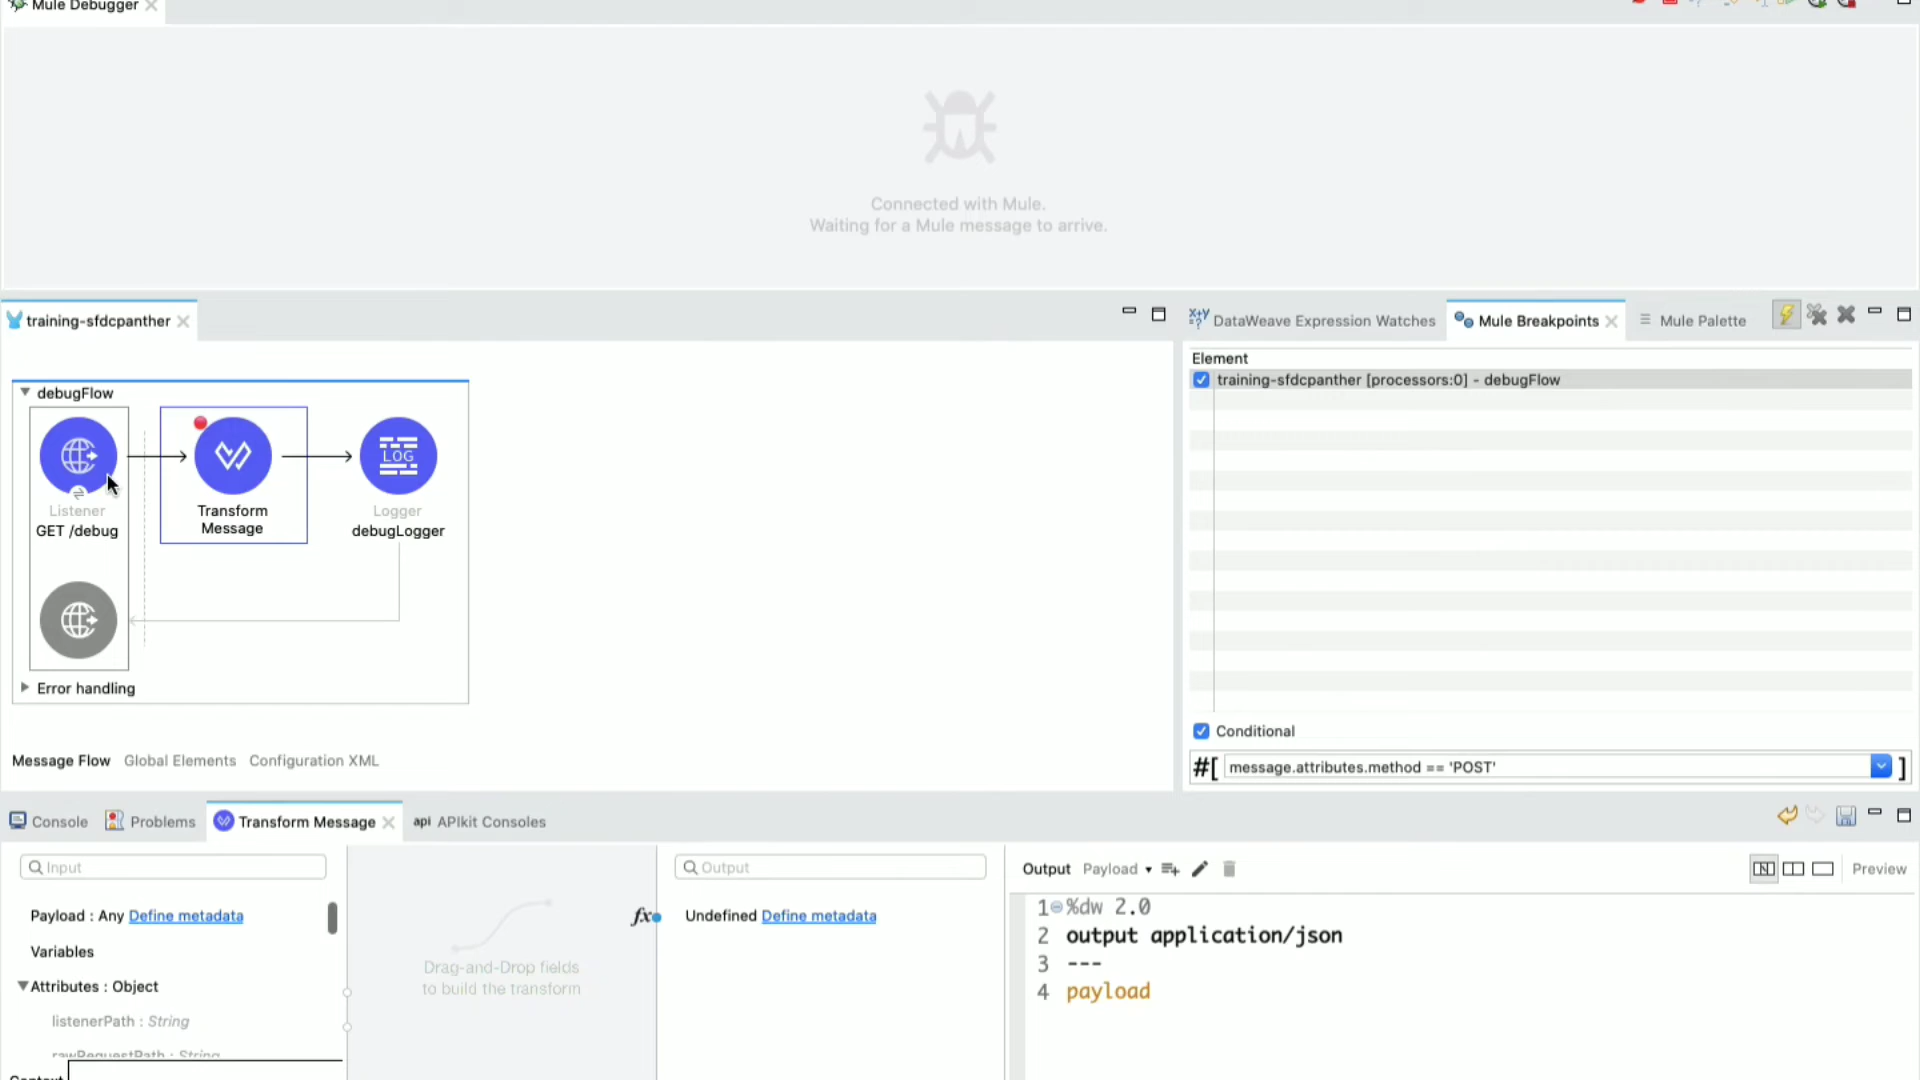 Mule Debugger
Connected with Mule.
Waiting for a Mule message to arrive.
training-sfdcpanther
DataWeave Expression Watches
Mule Breakpoints
Mule Palette
Element
training-sfdcpanther [processors:0] - debugFlow
debugFlow
LOG
Listener
GET /debug
Transform
Message
Logger
debugLogger
Error handling
Conditional
#[ message.attributes.method == 'POST' ]
Message Flow Global Elements Configuration XML
Console Problems Transform Message api APIkit Consoles
Input
Output
Output Payload Preview
Payload : Any Define metadata
Variables
Attributes : Object
listenerPath : String
rawRequestPath : String
Context
fx
Undefined Define metadata
Drag-and-Drop fields
to build the transform
1 %dw 2.0
2 output application/json
3 ---
4 payload